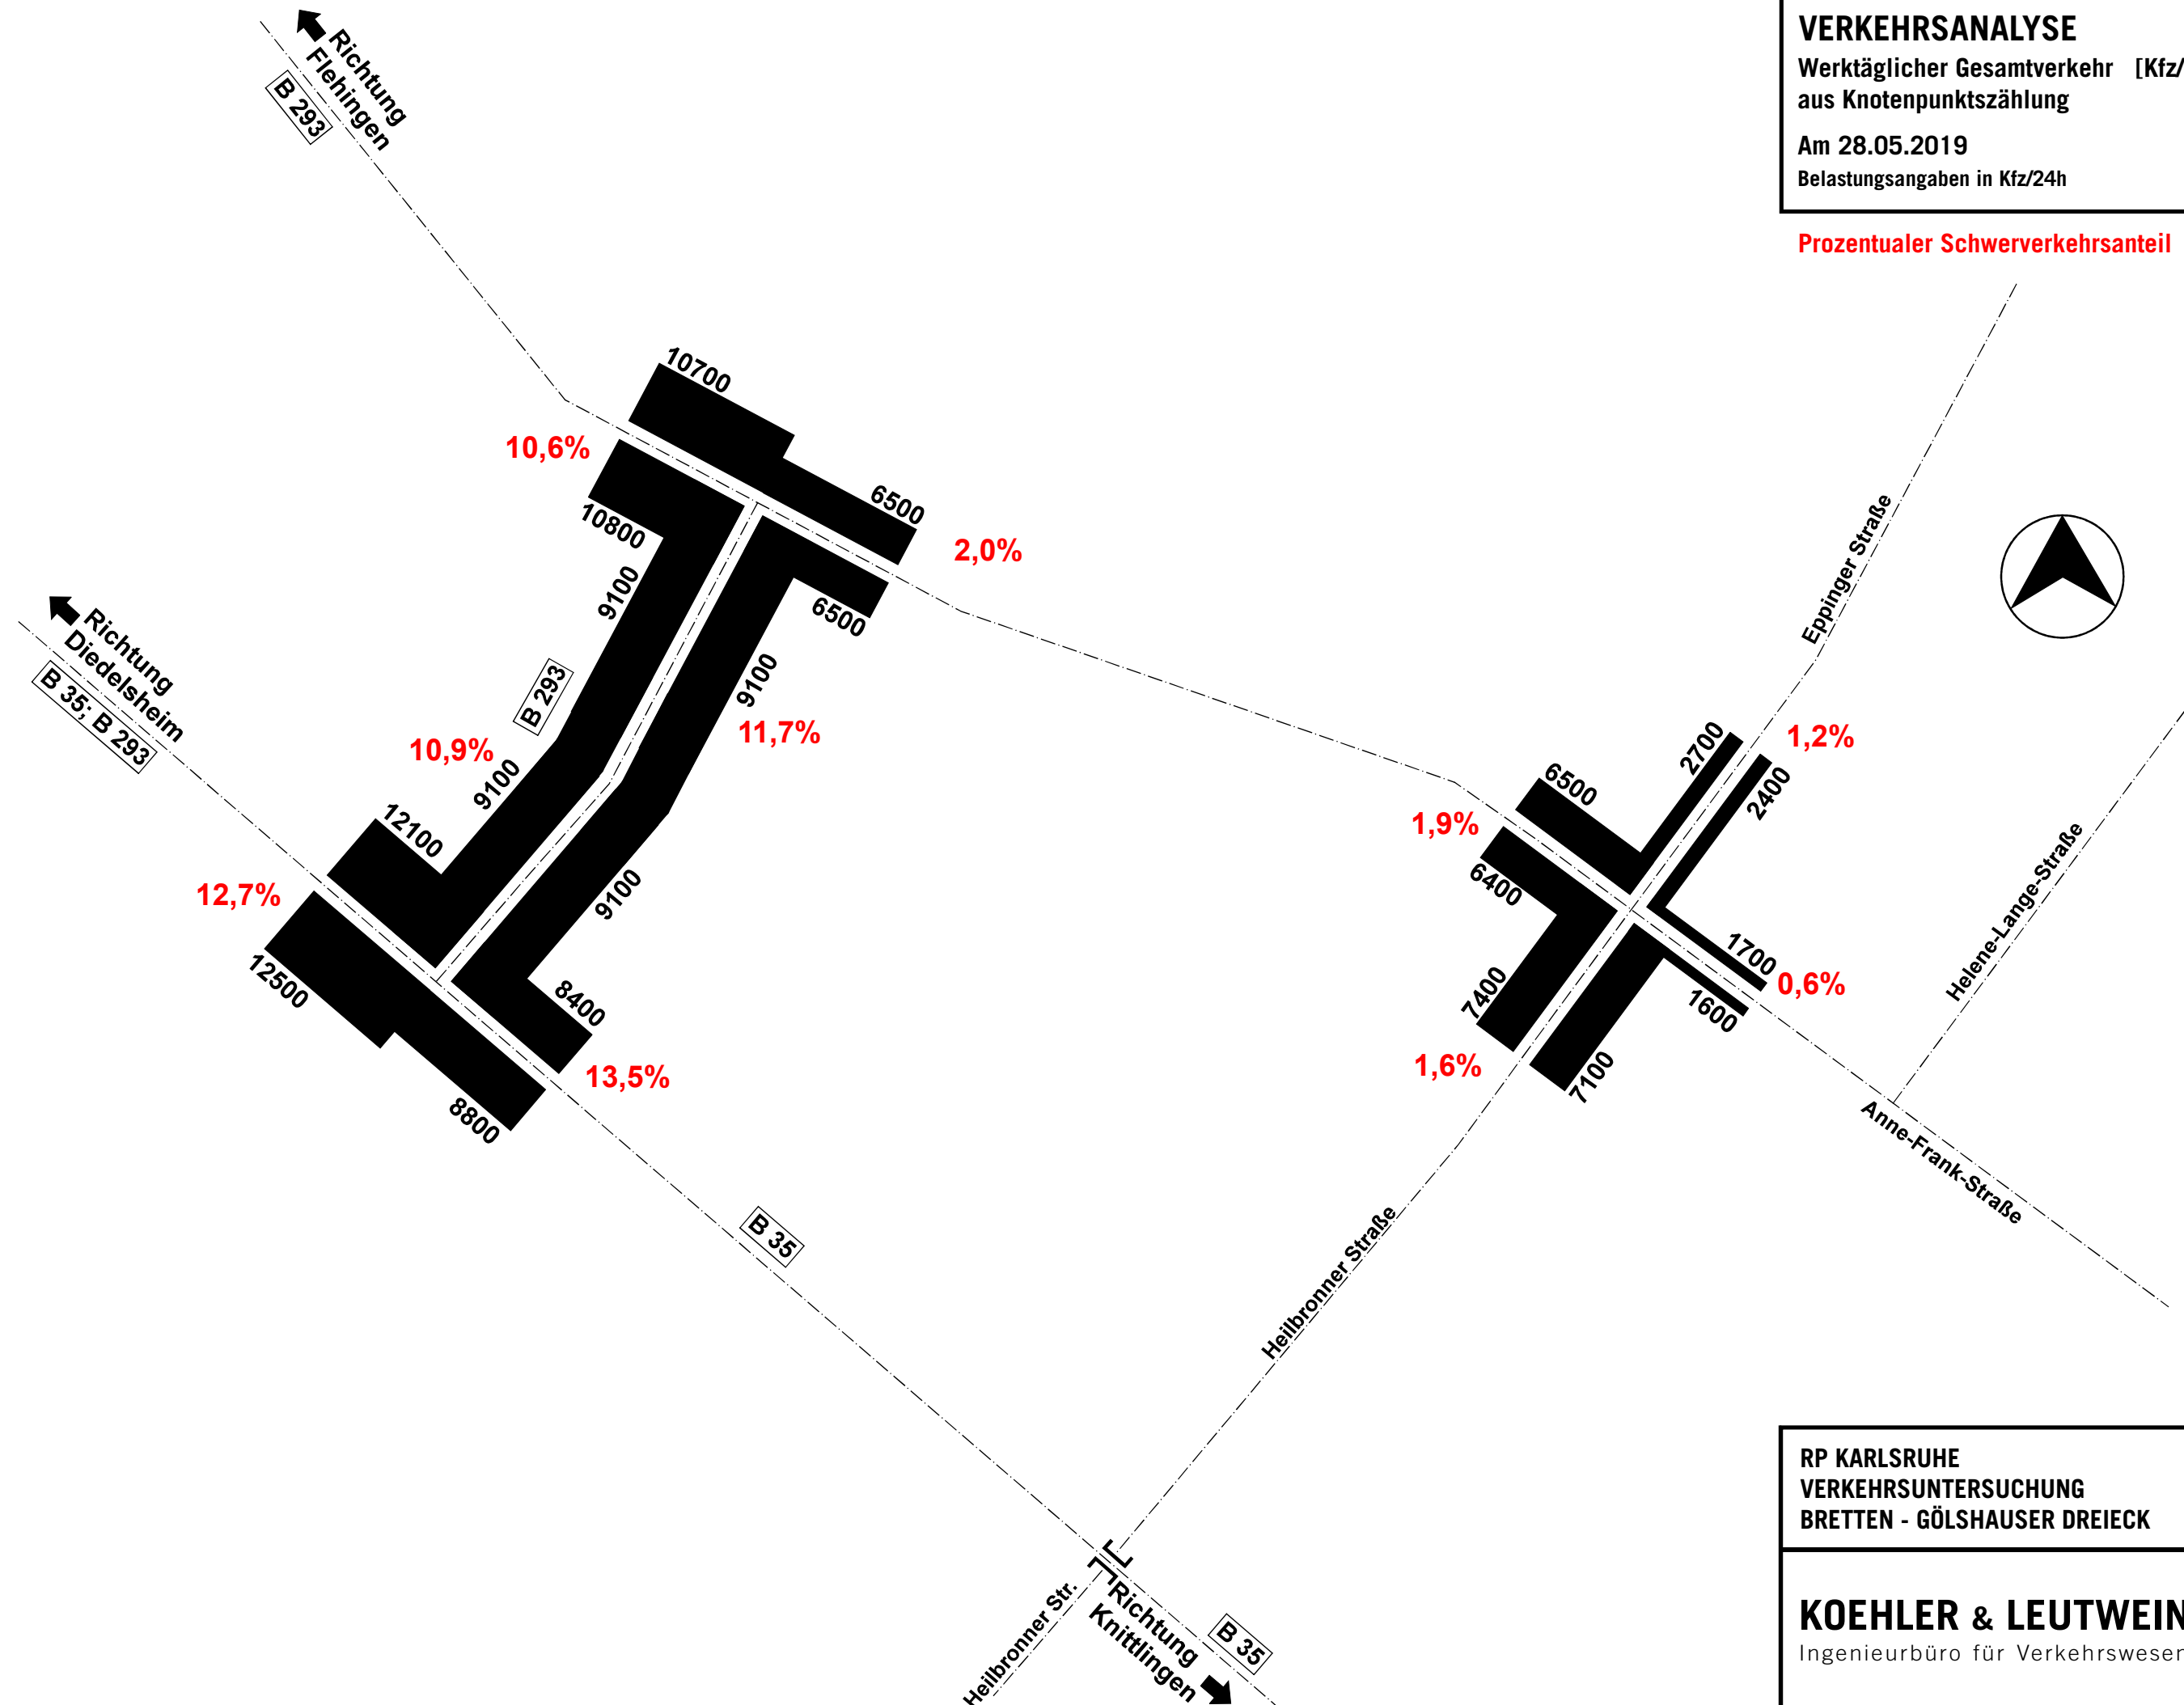 VERKEHRSANALYSE
Werktäglicher Gesamtverkehr [Kfz/
aus Knotenpunktszählung
Am 28.05.2019
Belastungsangaben in Kfz/24h
Prozentualer Schwerverkehrsanteil
Richtung
Flehingen
B 293
10700
10,6%
10800
6500
2,0%
6500
9100
9100
B 293
11,7%
10,9%
9100
9100
Richtung
Diedelsheim
B 35; B 293
12100
12,7%
12500
8400
13,5%
8800
Eppinger Straße
2700
1,2%
2400
6500
1,9%
6400
7400
1,6%
7100
1700
0,6%
1600
Helene-Lange-Straße
Anne-Frank-Straße
B 35
Heilbronner Straße
Heilbronner Str.
Richtung
Knittlingen
B 35
RP KARLSRUHE
VERKEHRSUNTERSUCHUNG
BRETTEN - GÖLSHAUSER DREIECK
KOEHLER & LEUTWEIN
Ingenieurbüro für Verkehrswesen